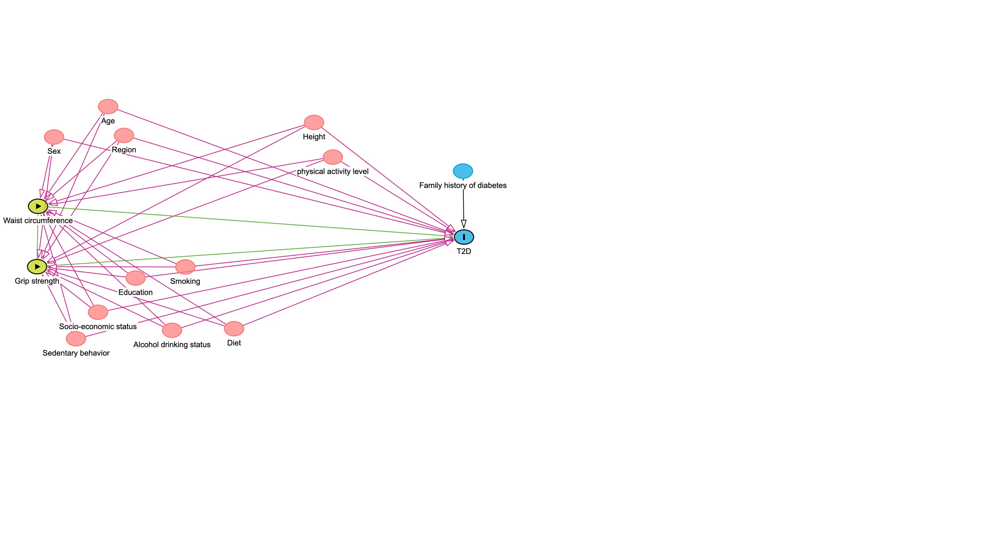 Age
Height
Sex
Region
physical activity level
Family history of diabetes
Waist circumference
T2D
Grip strength
Smoking
Education
Socio-economic status
Alcohol drinking status
Diet
Sedentary behavior